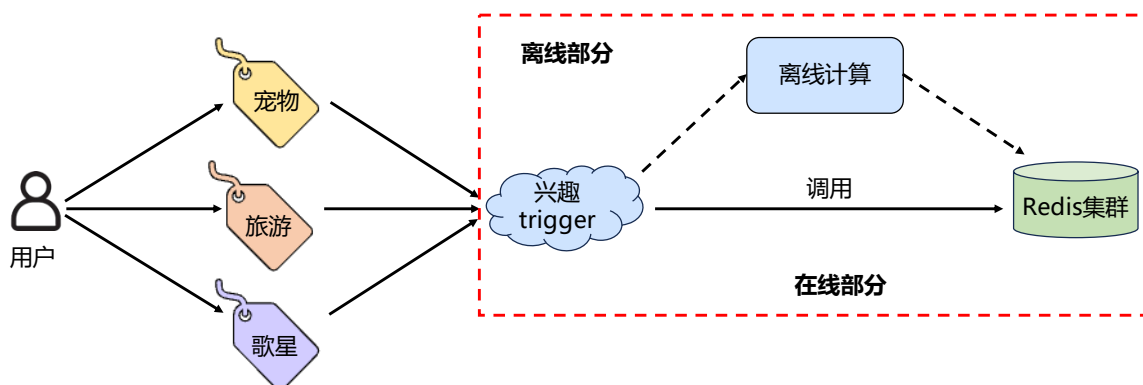 离线部分
离线计算
宠物
兴趣
trigger
调用
Redis集群
旅游
用户
在线部分
歌星